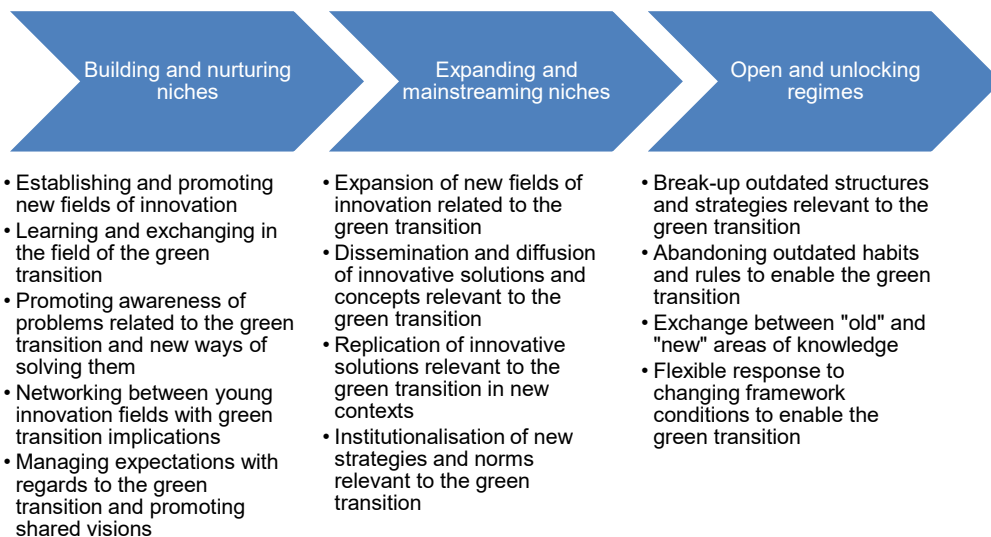 Building and nurturing
niches
Expanding and
mainstreaming niches
Open and unlocking
regimes
• Establishing and promoting
new fields of innovation
• Learning and exchanging in
the field of the green
transition
• Promoting awareness of
problems related to the green
transition and new ways of
solving them
• Networking between young
innovation fields with green
transition implications
• Managing expectations with
regards to the green
transition and promoting
shared visions
• Expansion of new fields of
innovation related to the
green transition
• Dissemination and diffusion
of innovative solutions and
concepts relevant to the
green transition
• Replication of innovative
solutions relevant to the
green transition in new
contexts
• Institutionalisation of new
strategies and norms
relevant to the green
transition
• Break-up outdated structures
and strategies relevant to the
green transition
• Abandoning outdated habits
and rules to enable the green
transition
• Exchange between "old" and
"new" areas of knowledge
• Flexible response to
changing framework
conditions to enable the
green transition